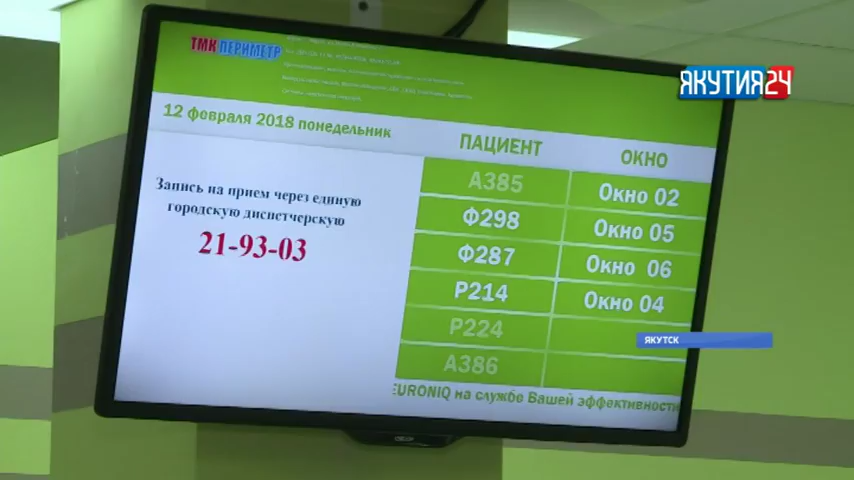 ТМК ПЕРИМЕТР
ЯКУТИЯ24
12 февраля 2018 понедельник
ПАЦИЕНТ ОКНО
Запись на прием через единую
городскую диспетчерскую
21-93-03
А385 Окно 02
Ф298 Окно 05
Ф287 Окно 06
Р214 Окно 04
Р224
А386
ЯКУТСК
EURONIQ на службе Вашей эффективности